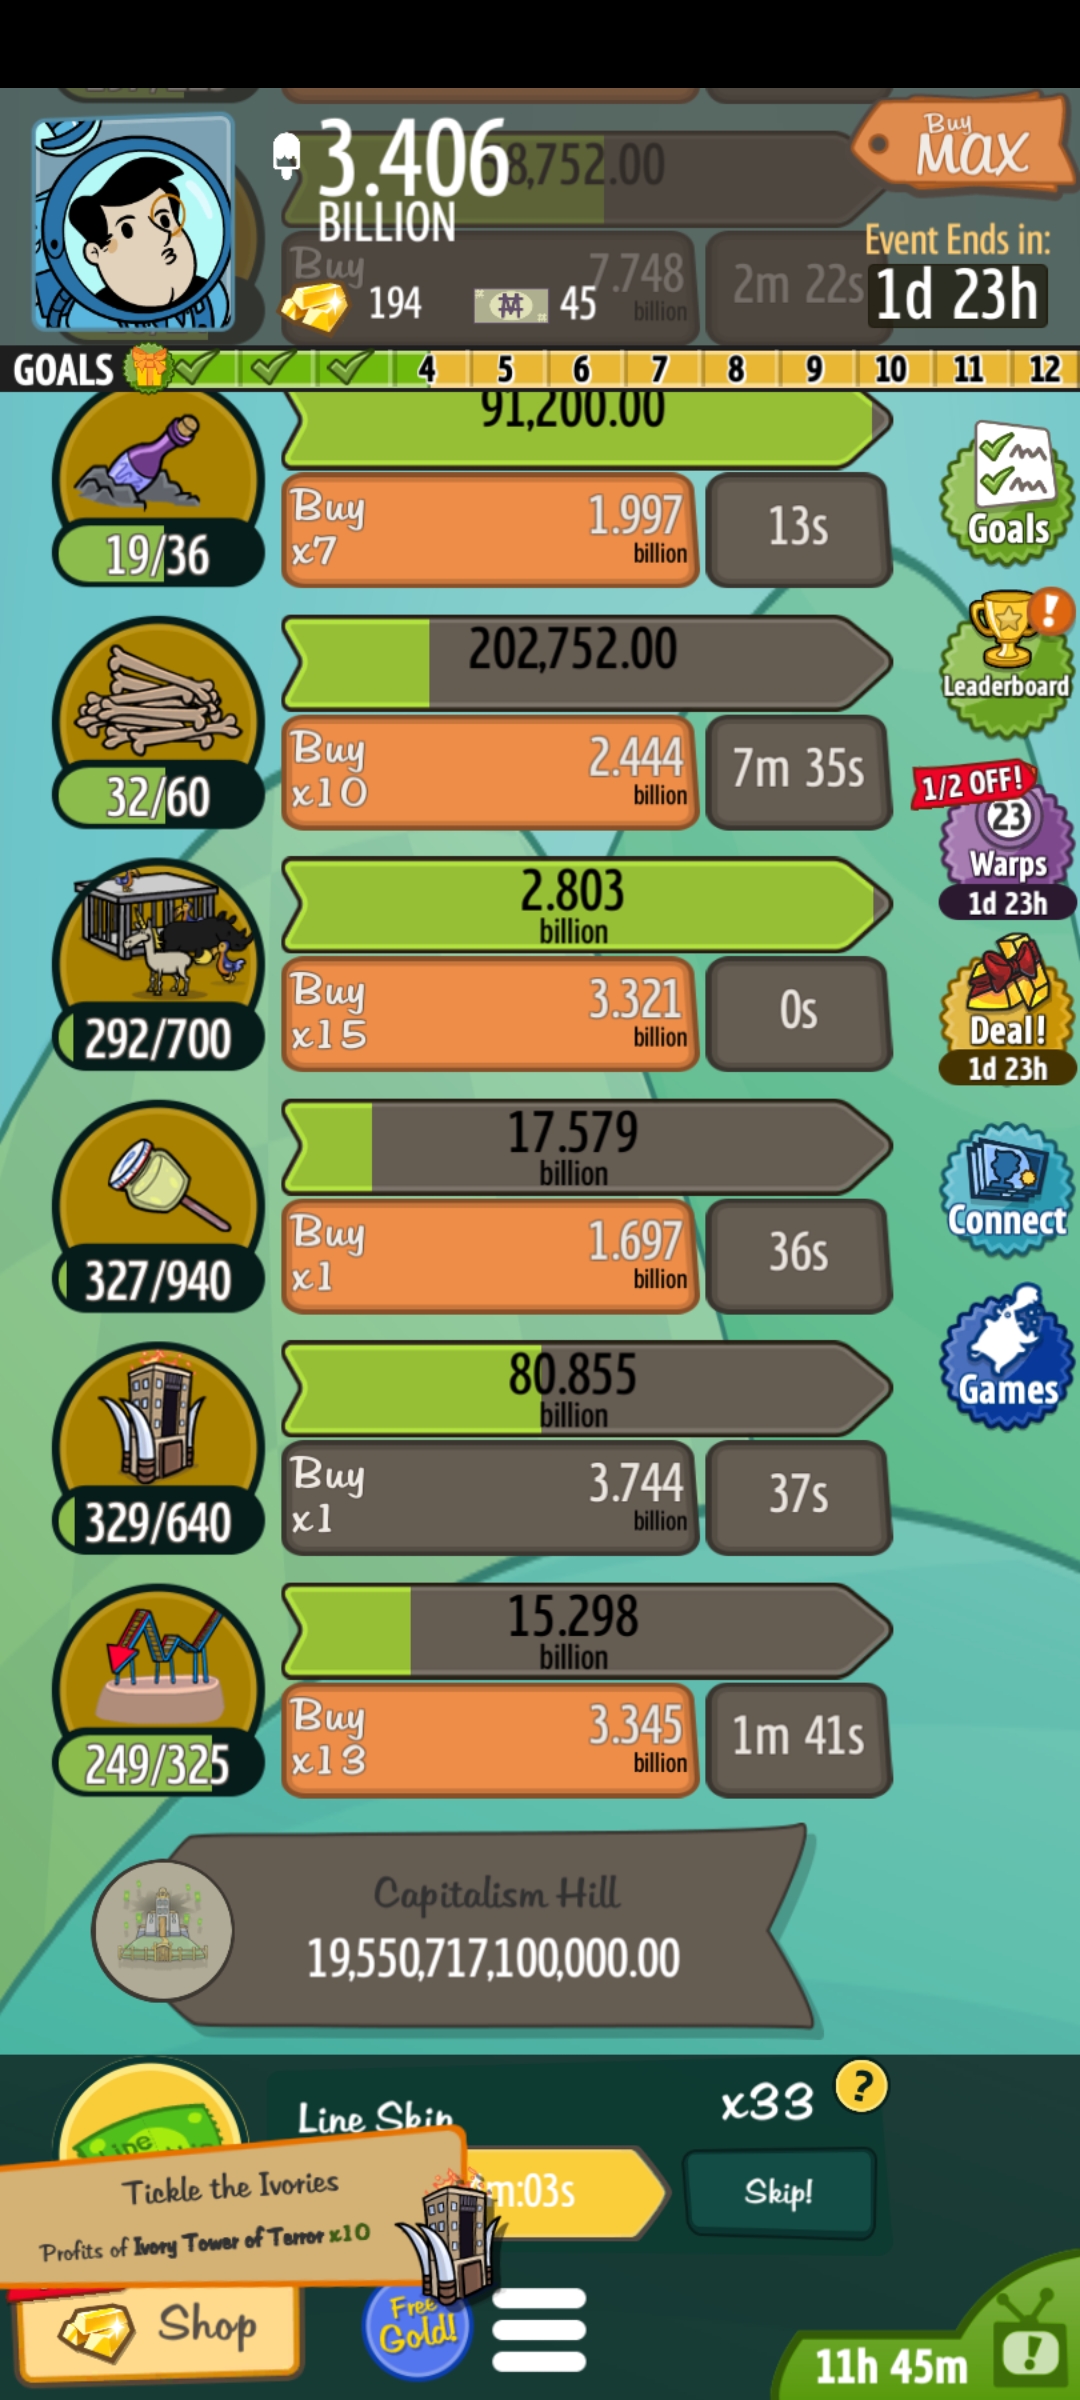 3.406
BILLION
8,752.00
Buy
MAX
Event Ends in:
1d 23h
Buy
7.748
billion
2m 22s
194
45
GOALS
4
5
6
7
8
9
10
11
12
91,200.00
Buy
x7
1.997
billion
13s
19/36
Goals
202,752.00
Buy
x10
2.444
billion
7m 35s
32/60
Leaderboard
1/2 OFF!
23
Warps
1d 23h
2.803
billion
Buy
x15
3.321
billion
0s
292/700
Deal!
1d 23h
17.579
billion
Buy
x1
1.697
billion
36s
327/940
Connect
80.855
billion
Buy
x1
3.744
billion
37s
329/640
Games
15.298
billion
Buy
x13
3.345
billion
1m 41s
249/325
Capitalism Hill
19,550,717,100,000.00
Line Skip
x33
?
m:03s
Skip!
Tickle the Ivories
Profits of Ivory Tower of Terror x10
Shop
Free
Gold!
11h 45m